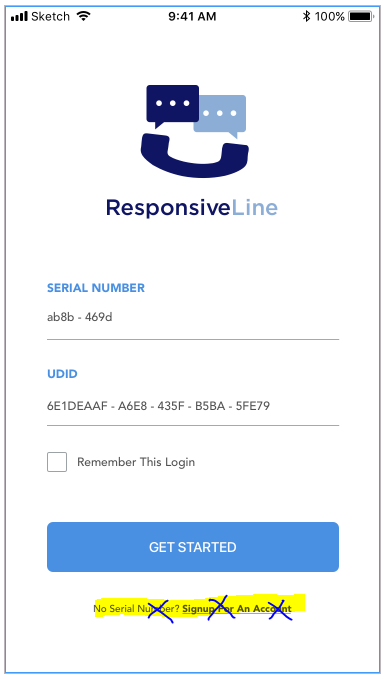 Sketch 9:41 AM 100%
ResponsiveLine
SERIAL NUMBER
ab8b - 469d
UDID
6E1DEAAF - A6E8 - 435F - B5BA - 5FE79
Remember This Login
GET STARTED
No Serial Number? Signup For An Account